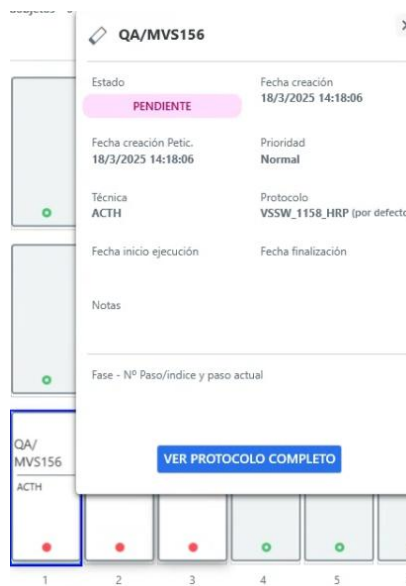 QA/MVS156
Estado
PENDIENTE
Fecha creación
18/3/2025 14:18:06
Fecha creación Petic.
18/3/2025 14:18:06
Prioridad
Normal
Técnica
ACTH
Protocolo
VSSW_1158_HRP (por defecto
Fecha inicio ejecución
Fecha finalización
Notas
Fase - Nº Paso/índice y paso actual
VER PROTOCOLO COMPLETO
QA/
MVS156
ACTH
1 2 3 4 5